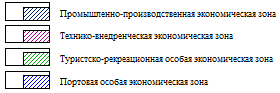 Промышленно-производственная экономическая зона
Технико-внедренческая экономическая зона
Туристско-рекреационная особая экономическая зона
Портовая особая экономическая зона